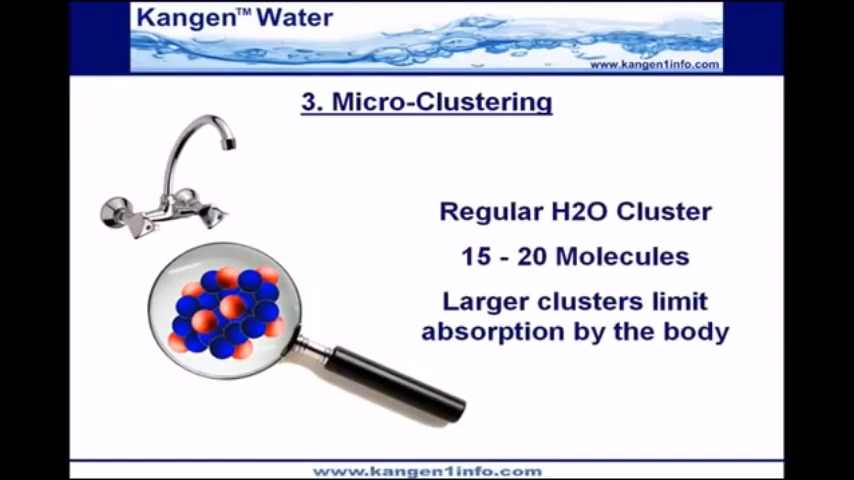 Kangen™ Water
www.kangen1info.com
3. Micro-Clustering
Regular H2O Cluster
15 - 20 Molecules
Larger clusters limit
absorption by the body
www.kangen1info.com